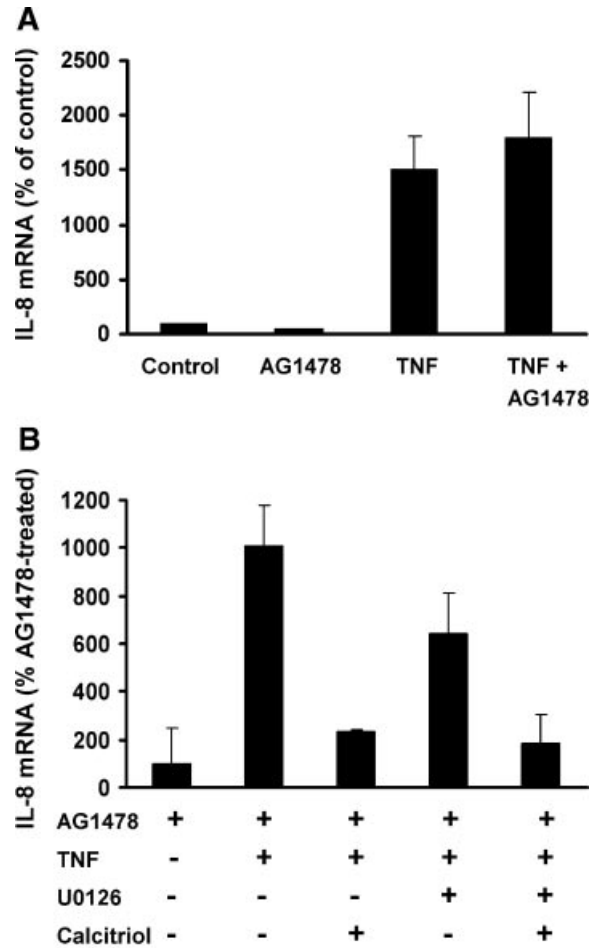 A
IL-8 mRNA (% of control)
2500
2000
1500
1000
500
0
Control AG1478 TNF TNF +
AG1478
B
IL-8 mRNA (% AG1478-treated)
1200
1000
800
600
400
200
0
AG1478 + + + + +
TNF - + + + +
U0126 - - - + +
Calcitriol - - + - +